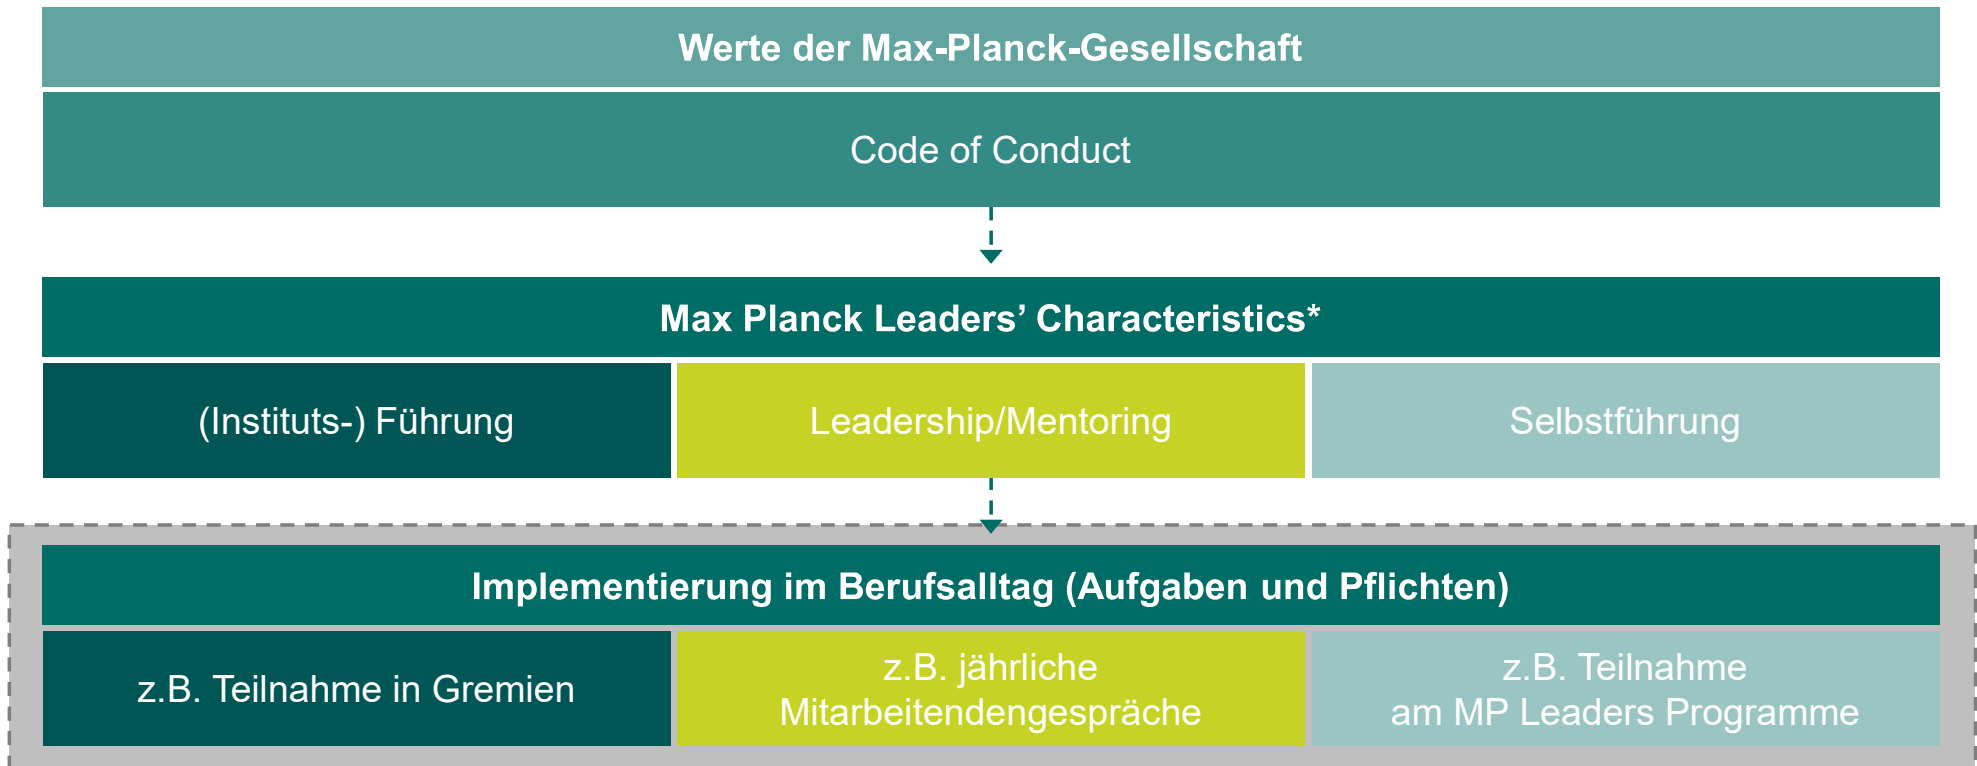 Werte der Max-Planck-Gesellschaft
Code of Conduct
Max Planck Leaders’ Characteristics*
(Instituts-) Führung
Leadership/Mentoring
Selbstführung
Implementierung im Berufsalltag (Aufgaben und Pflichten)
z.B. Teilnahme in Gremien
z.B. jährliche
Mitarbeitendengespräche
z.B. Teilnahme
am MP Leaders Programme